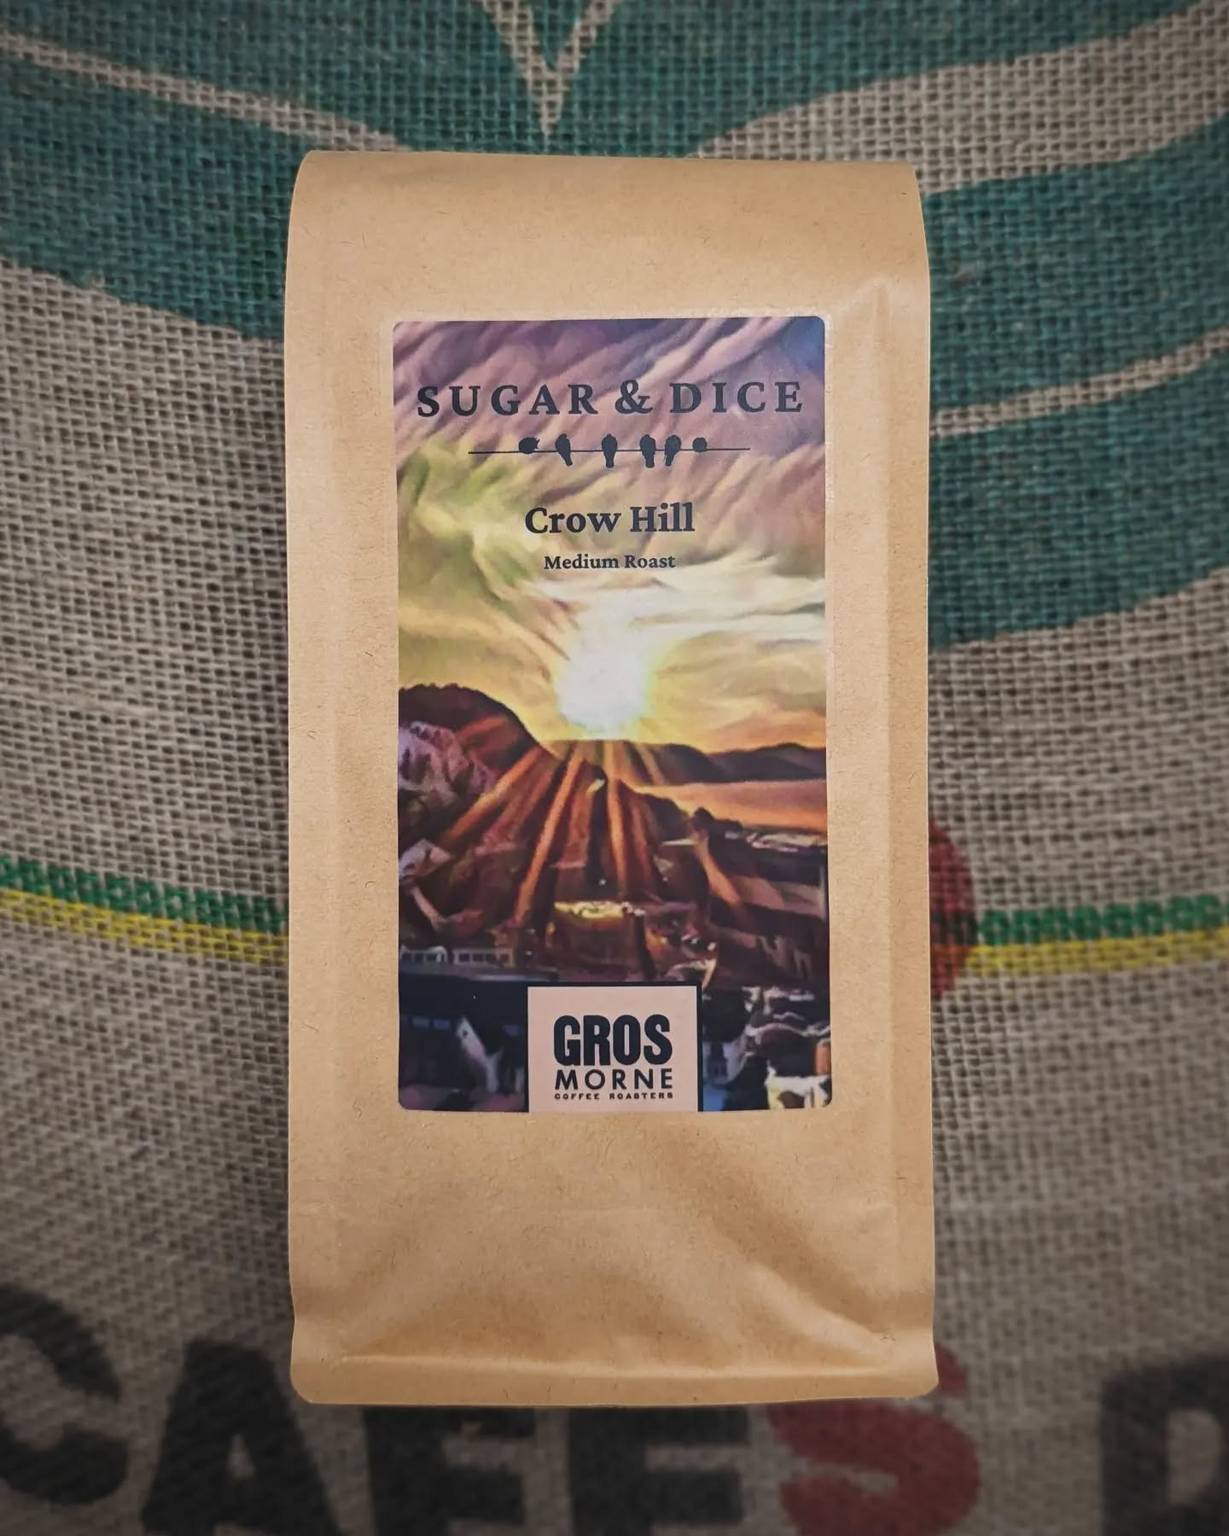 SUGAR & DICE
Crow Hill
Medium Roast
GROS
MORNE
COFFEE ROASTERS
CAFES